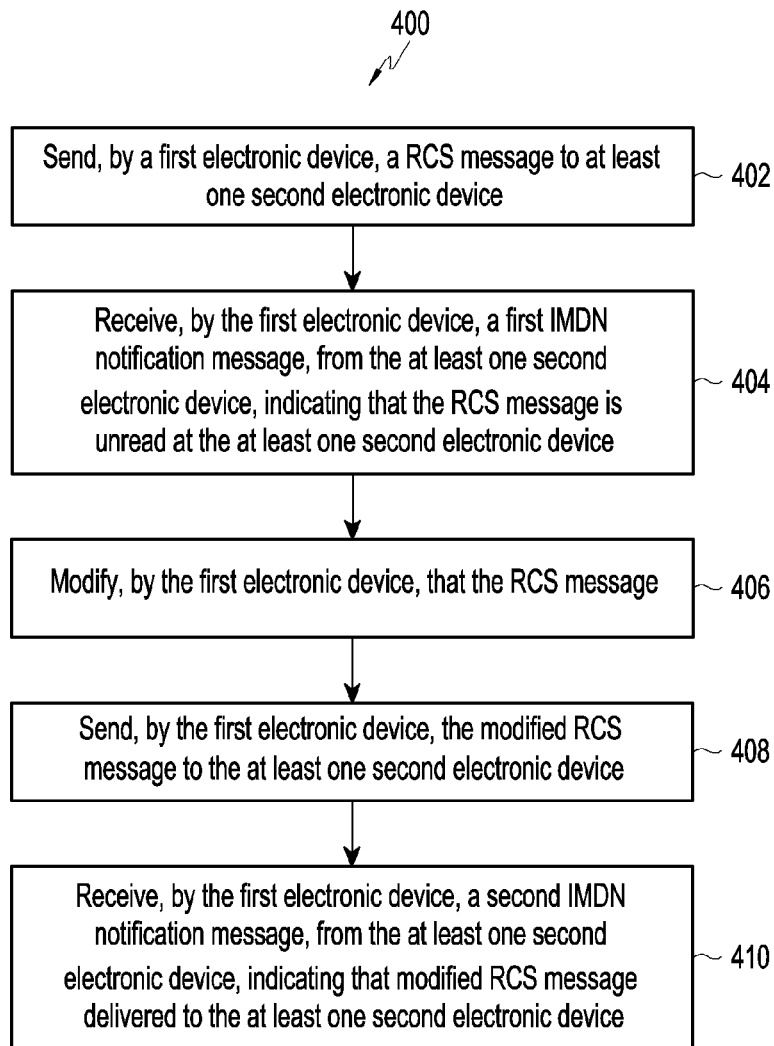 400
Send, by a first electronic device, a RCS message to at least
one second electronic device
402
Receive, by the first electronic device, a first IMDN
notification message, from the at least one second
electronic device, indicating that the RCS message is
unread at the at least one second electronic device
404
Modify, by the first electronic device, that the RCS message
406
Send, by the first electronic device, the modified RCS
message to the at least one second electronic device
408
Receive, by the first electronic device, a second IMDN
notification message, from the at least one second
electronic device, indicating that modified RCS message
delivered to the at least one second electronic device
410